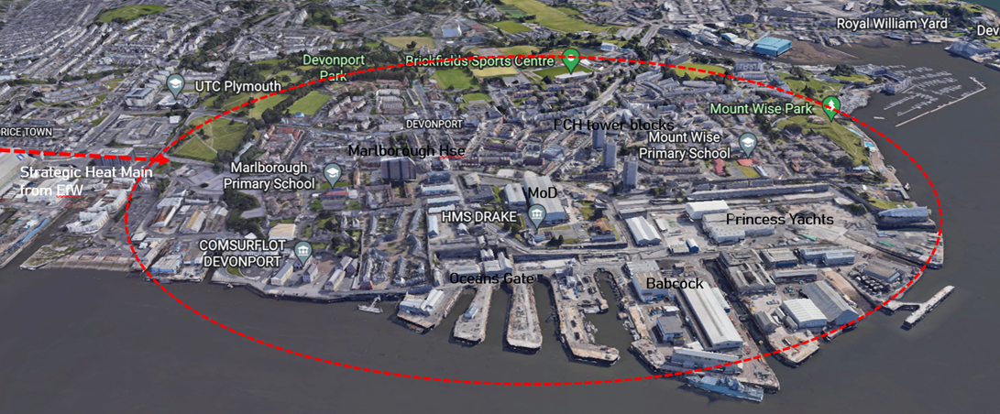 Royal William Yard
Dev
Devonport
Park
Brickfields Sports Centre
UTC Plymouth
Mount Wise Park
RICE TOWN
DEVONPORT
PCH tower blocks
Marlborough Hse
Mount Wise
Primary School
Strategic Heat Main
from EfW
Marlborough
Primary School
MoD
HMS DRAKE
Princess Yachts
COMSURFLOT
DEVONPORT
Oceans Gate
Babcock